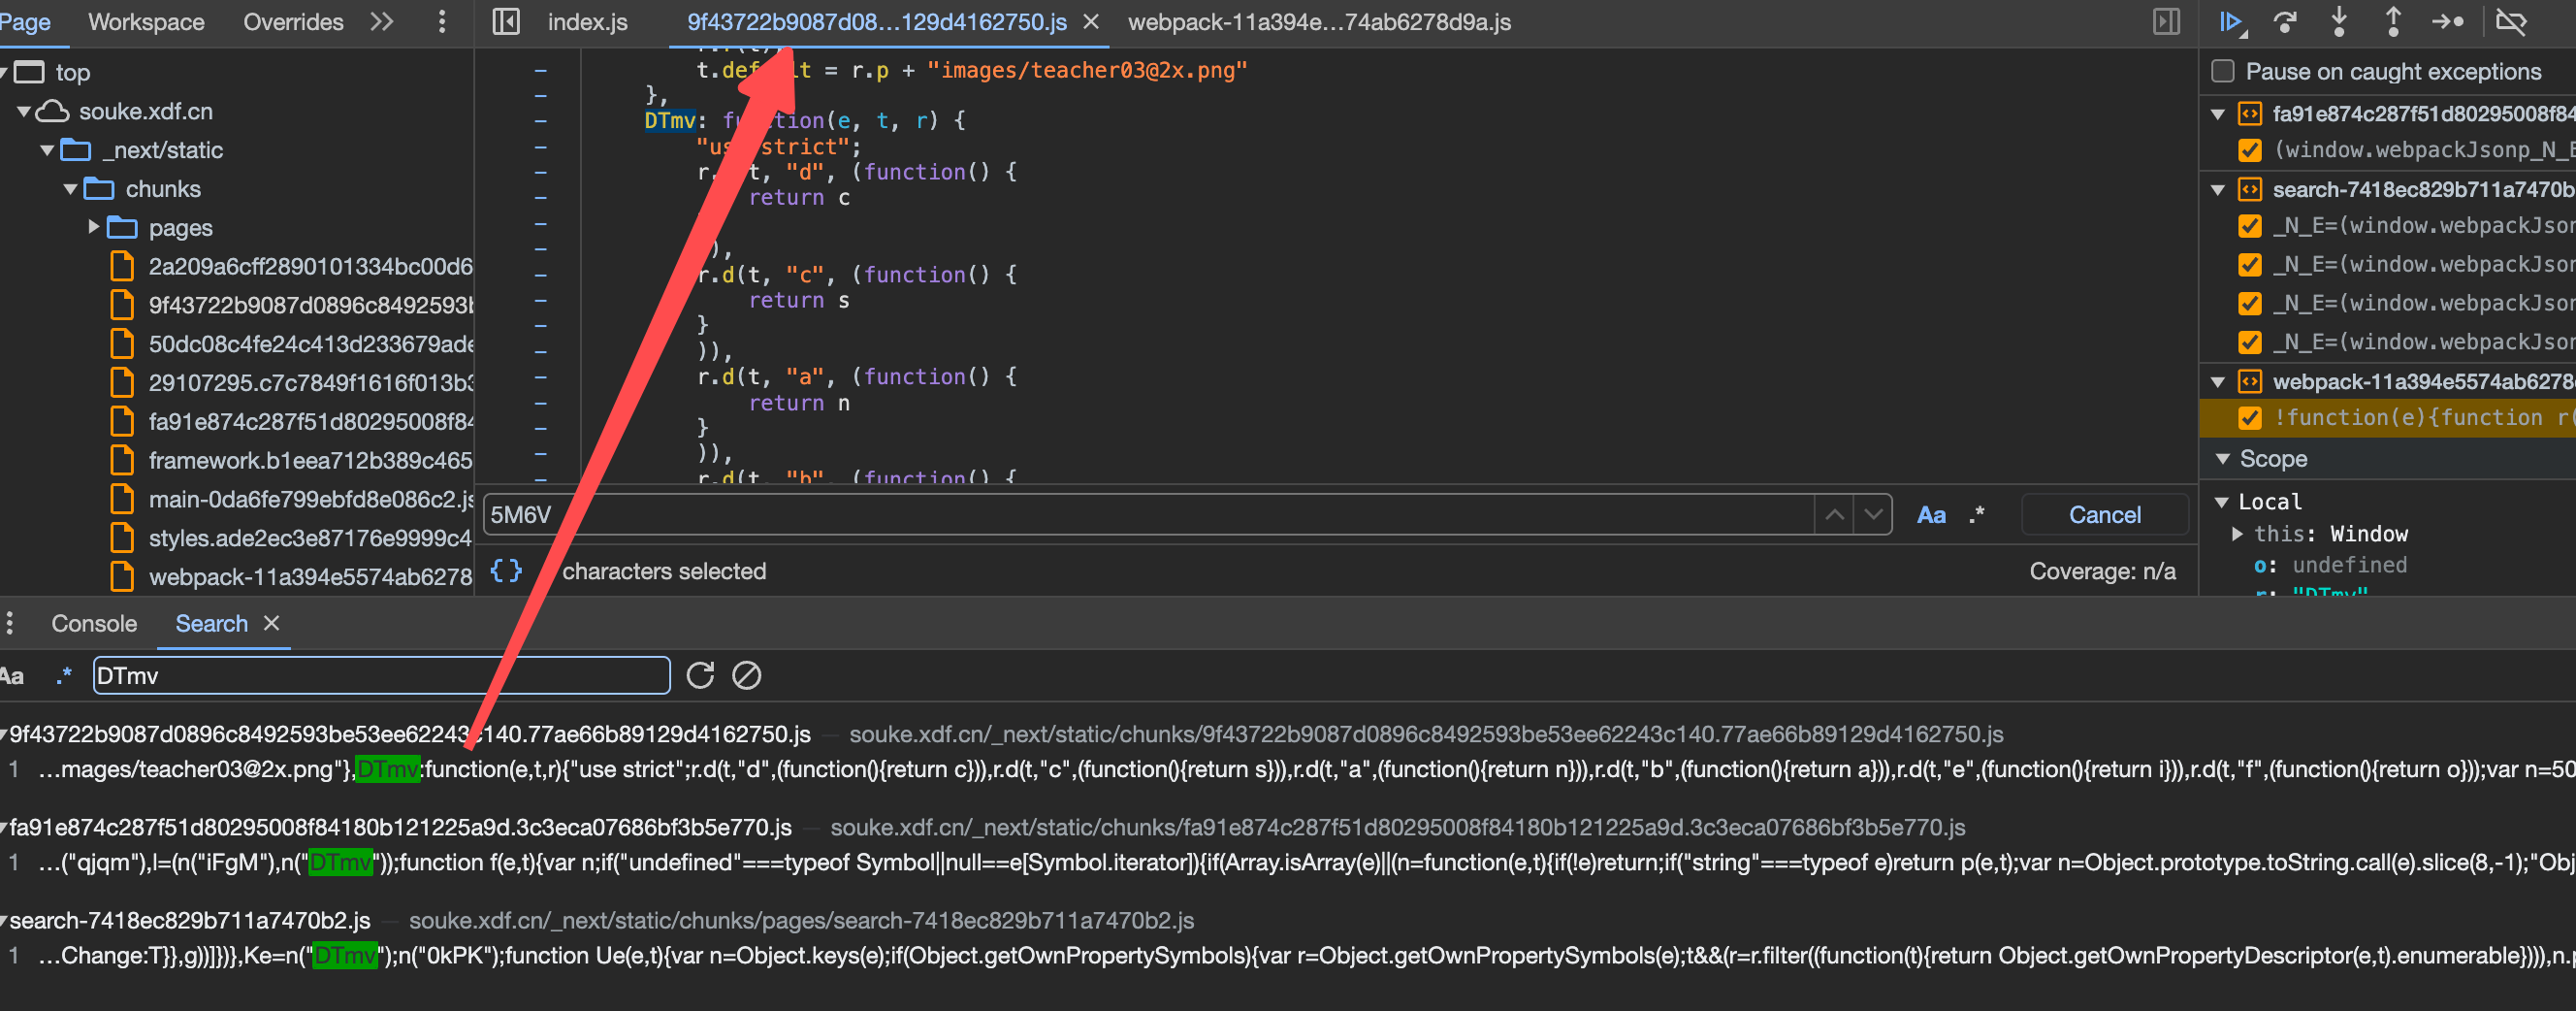 Page Workspace Overrides
index.js 9f43722b9087d08…129d4162750.js webpack-11a394e…74ab6278d9a.js
top
souke.xdf.cn
_next/static
chunks
pages
2a209a6cff2890101334bc00d6
9f43722b9087d0896c8492593b
50dc08c4fe24c413d233679ade
29107295.c7c7849f1616f013b3
fa91e874c287f51d80295008f84
framework.b1eea712b389c465
main-0da6fe799ebfd8e086c2.js
styles.ade2ec3e87176e9999c4
webpack-11a394e5574ab6278
t.default = r.p + "images/teacher03@2x.png"
},
DTmv: function(e, t, r) {
"use strict";
t, "d", (function() {
return c
),
r.d(t, "c", (function() {
return s
}
)),
r.d(t, "a", (function() {
return n
}
)),
r.d(t, "b", (function() {
5M6V
Aa .* Cancel
{} characters selected Coverage: n/a
Pause on caught exceptions
fa91e874c287f51d80295008f84
(window.webpackJsonp_N_E
search-7418ec829b711a7470b
_N_E=(window.webpackJson
_N_E=(window.webpackJson
_N_E=(window.webpackJson
_N_E=(window.webpackJson
webpack-11a394e5574ab6278
!function(e){function r(
Scope
Local
this: Window
o: undefined
r: "DTmv"
Console Search
Aa .* DTmv
9f43722b9087d0896c8492593be53ee62243c140.77ae66b89129d4162750.js — souke.xdf.cn/_next/static/chunks/9f43722b9087d0896c8492593be53ee62243c140.77ae66b89129d4162750.js
1 …mages/teacher03@2x.png"},DTmv:function(e,t,r){"use strict";r.d(t,"d",(function(){return c})),r.d(t,"c",(function(){return s})),r.d(t,"a",(function(){return n})),r.d(t,"b",(function(){return a})),r.d(t,"e",(function(){return i})),r.d(t,"f",(function(){return o}));var n=50
fa91e874c287f51d80295008f84180b121225a9d.3c3eca07686bf3b5e770.js — souke.xdf.cn/_next/static/chunks/fa91e874c287f51d80295008f84180b121225a9d.3c3eca07686bf3b5e770.js
1 …("qjqm"),l=(n("iFgM"),n("DTmv"));function f(e,t){var n;if("undefined"===typeof Symbol||null==e[Symbol.iterator]){if(Array.isArray(e)||(n=function(e,t){if(!e)return;if("string"===typeof e)return p(e,t);var n=Object.prototype.toString.call(e).slice(8,-1);"Obj
search-7418ec829b711a7470b2.js — souke.xdf.cn/_next/static/chunks/pages/search-7418ec829b711a7470b2.js
1 …Change:T}},g))]})},Ke=n("DTmv");n("0kPK");function Ue(e,t){var n=Object.keys(e);if(Object.getOwnPropertySymbols){var r=Object.getOwnPropertySymbols(e);t&&(r=r.filter((function(t){return Object.getOwnPropertyDescriptor(e,t).enumerable}))),n.p